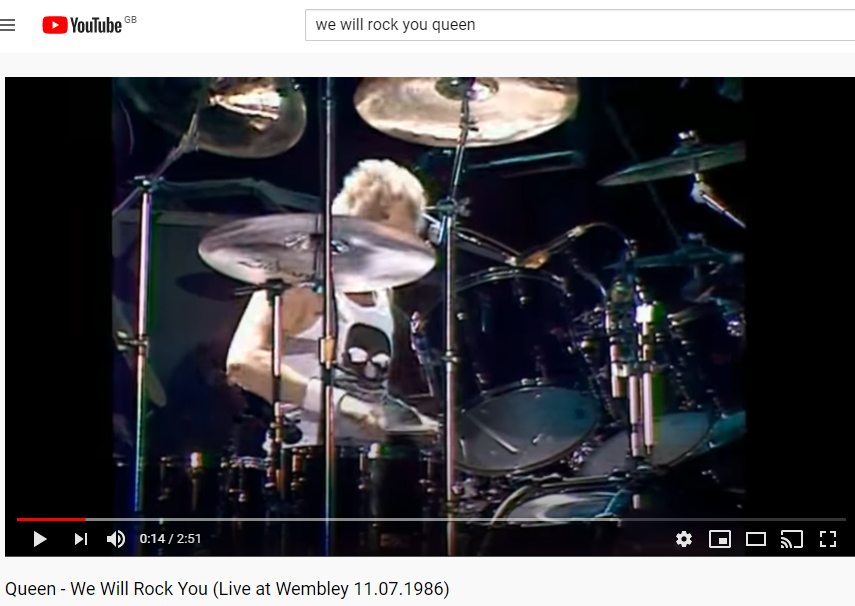 YouTube GB
we will rock you queen
0:14 / 2:51
Queen - We Will Rock You (Live at Wembley 11.07.1986)